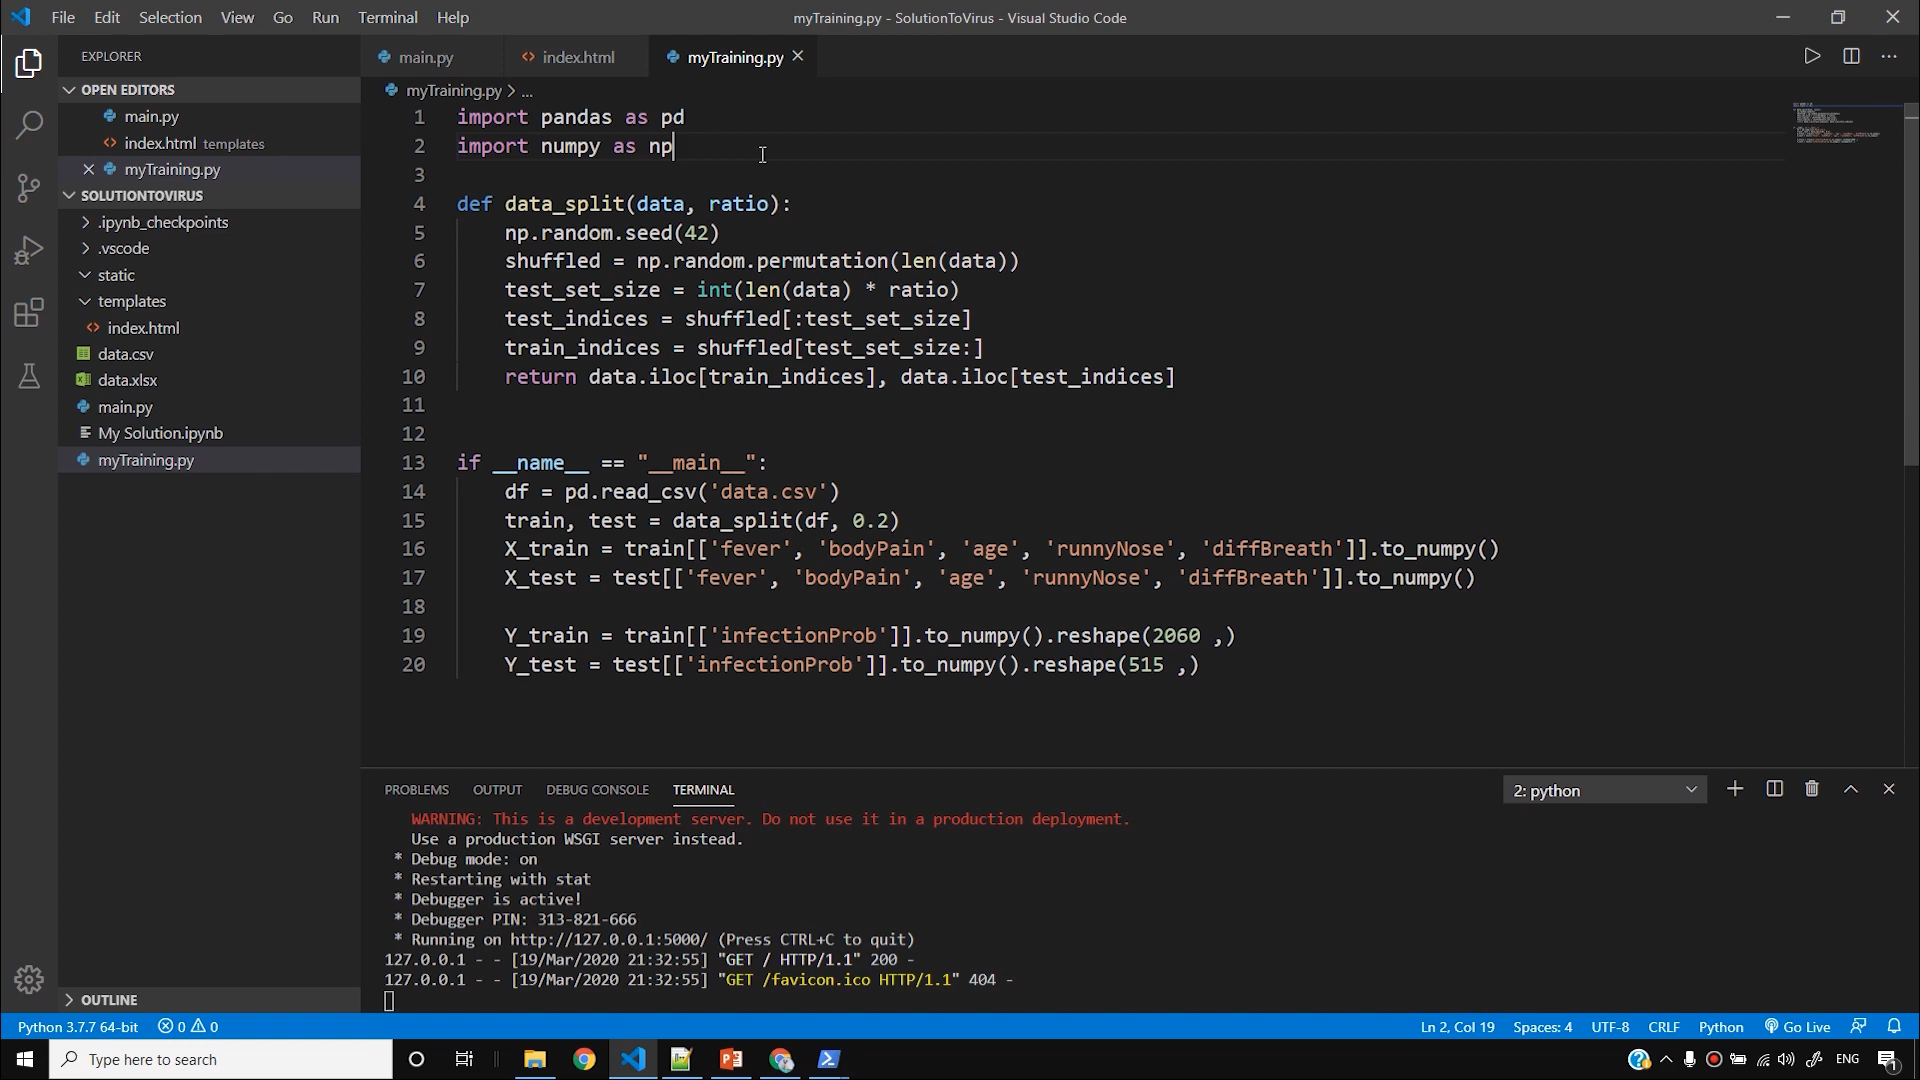 File Edit Selection View Go Run Terminal Help
myTraining.py - SolutionToVirus - Visual Studio Code
EXPLORER
OPEN EDITORS
main.py
index.html templates
myTraining.py
SOLUTIONTOVIRUS
.ipynb_checkpoints
.vscode
static
templates
index.html
data.csv
data.xlsx
main.py
My Solution.ipynb
myTraining.py
OUTLINE
main.py index.html myTraining.py
myTraining.py > ...
1 import pandas as pd
2 import numpy as np
3
4 def data_split(data, ratio):
5 np.random.seed(42)
6 shuffled = np.random.permutation(len(data))
7 test_set_size = int(len(data) * ratio)
8 test_indices = shuffled[:test_set_size]
9 train_indices = shuffled[test_set_size:]
10 return data.iloc[train_indices], data.iloc[test_indices]
11
12
13 if __name__ == "__main__":
14 df = pd.read_csv('data.csv')
15 train, test = data_split(df, 0.2)
16 X_train = train[['fever', 'bodyPain', 'age', 'runnyNose', 'diffBreath']].to_numpy()
17 X_test = test[['fever', 'bodyPain', 'age', 'runnyNose', 'diffBreath']].to_numpy()
18
19 Y_train = train[['infectionProb']].to_numpy().reshape(2060 ,)
20 Y_test = test[['infectionProb']].to_numpy().reshape(515 ,)
PROBLEMS OUTPUT DEBUG CONSOLE TERMINAL 2: python
WARNING: This is a development server. Do not use it in a production deployment.
Use a production WSGI server instead.
* Debug mode: on
* Restarting with stat
* Debugger is active!
* Debugger PIN: 313-821-666
* Running on http://127.0.0.1:5000/ (Press CTRL+C to quit)
127.0.0.1 - - [19/Mar/2020 21:32:55] "GET / HTTP/1.1" 200 -
127.0.0.1 - - [19/Mar/2020 21:32:55] "GET /favicon.ico HTTP/1.1" 404 -
Python 3.7.7 64-bit 0 0 Ln 2, Col 19 Spaces: 4 UTF-8 CRLF Python Go Live
Type here to search ENG 1